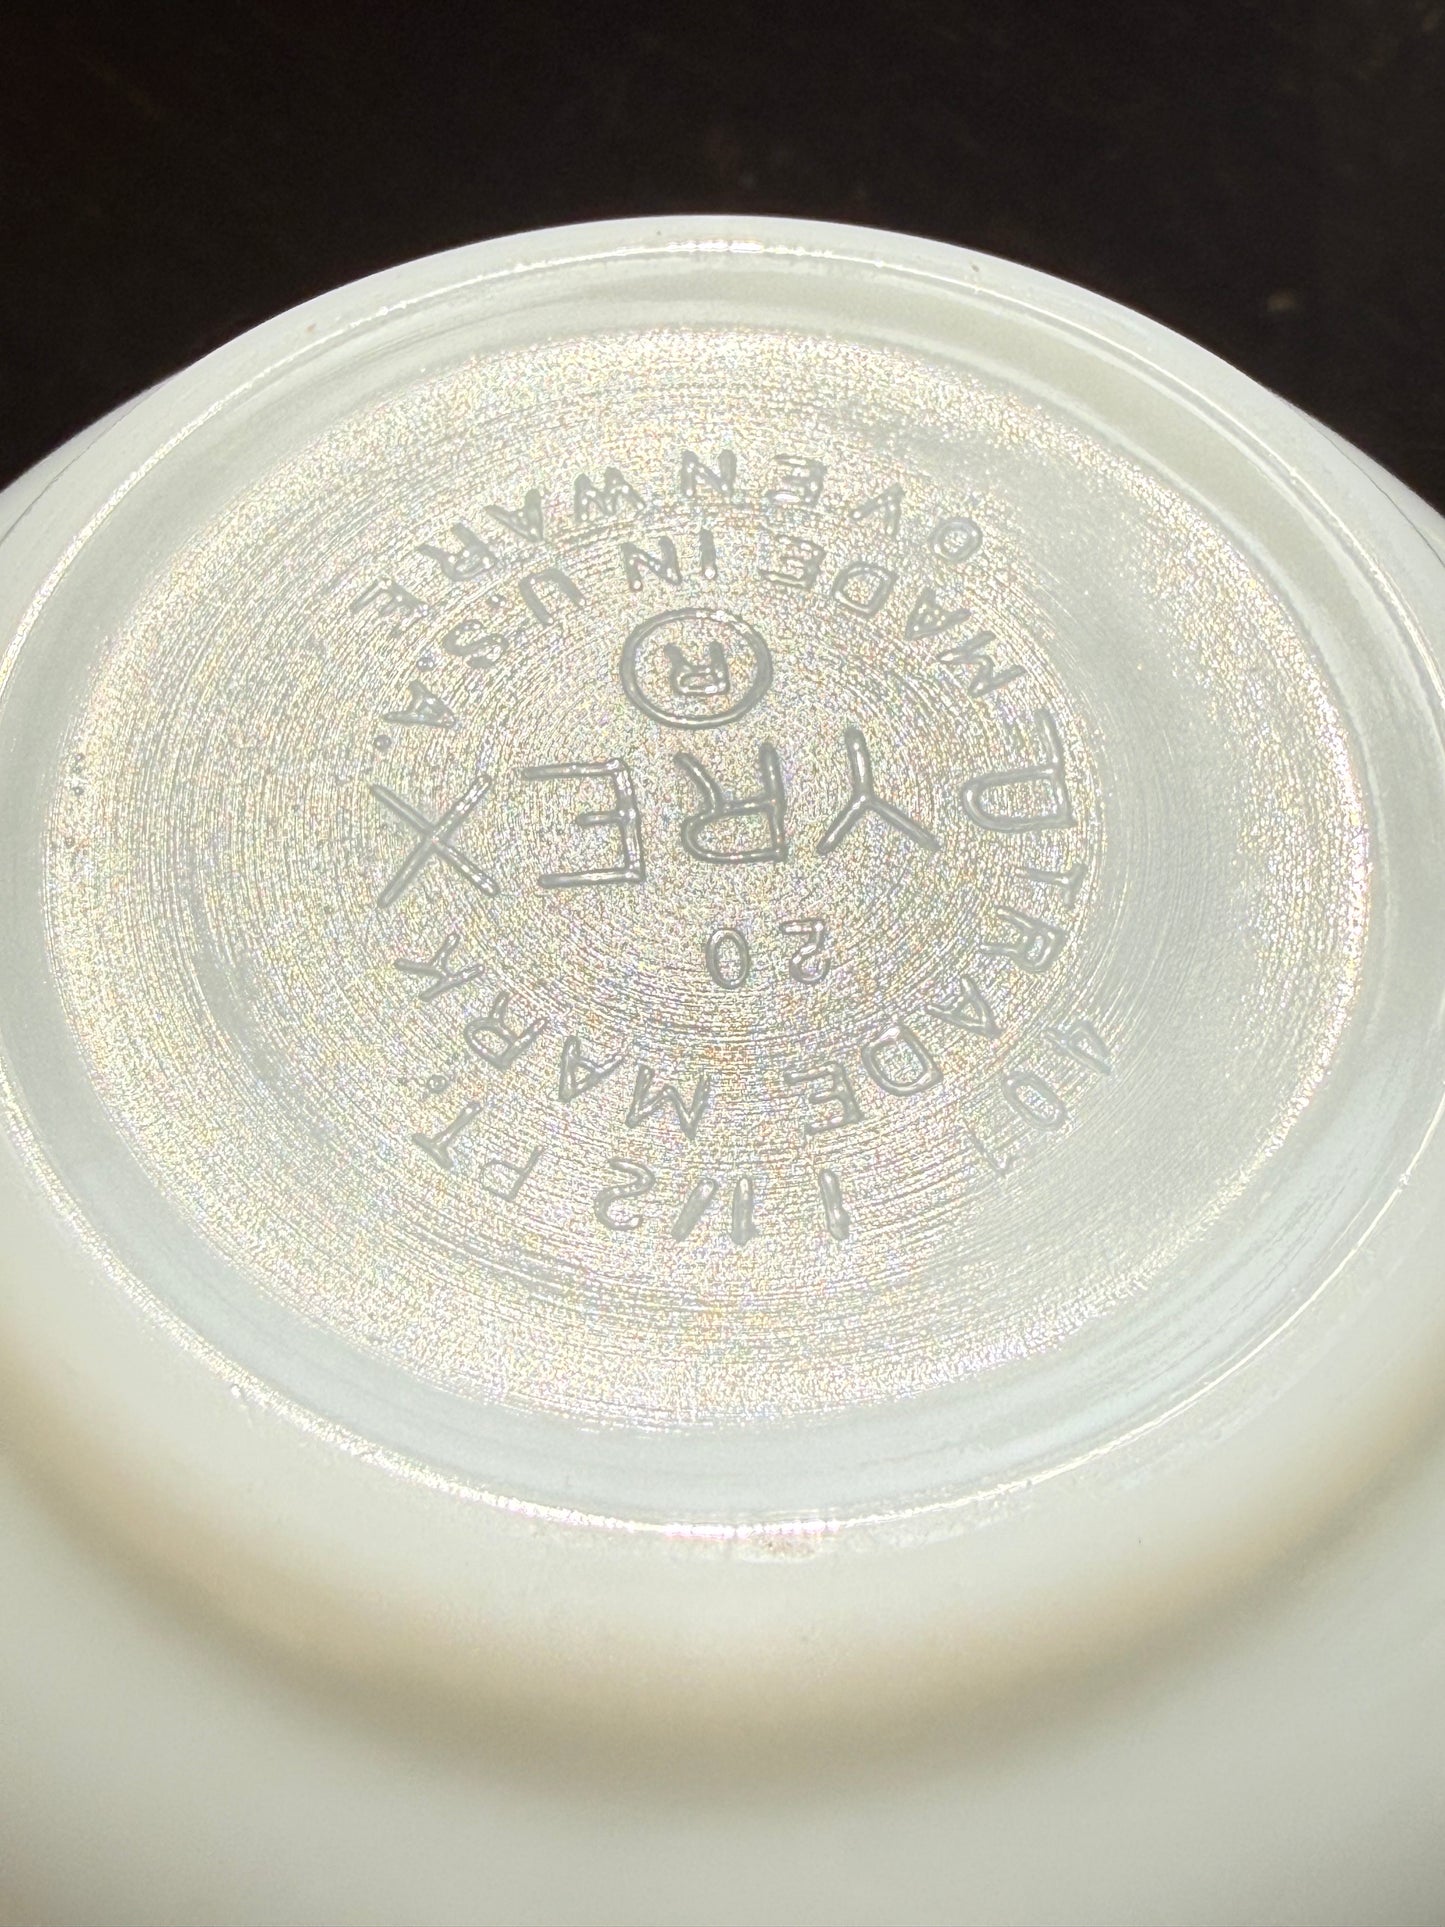 401 1 1/2 PT.
TRADE MARK
20
PYREX
®
MADE IN U.S.A.
OVENWARE